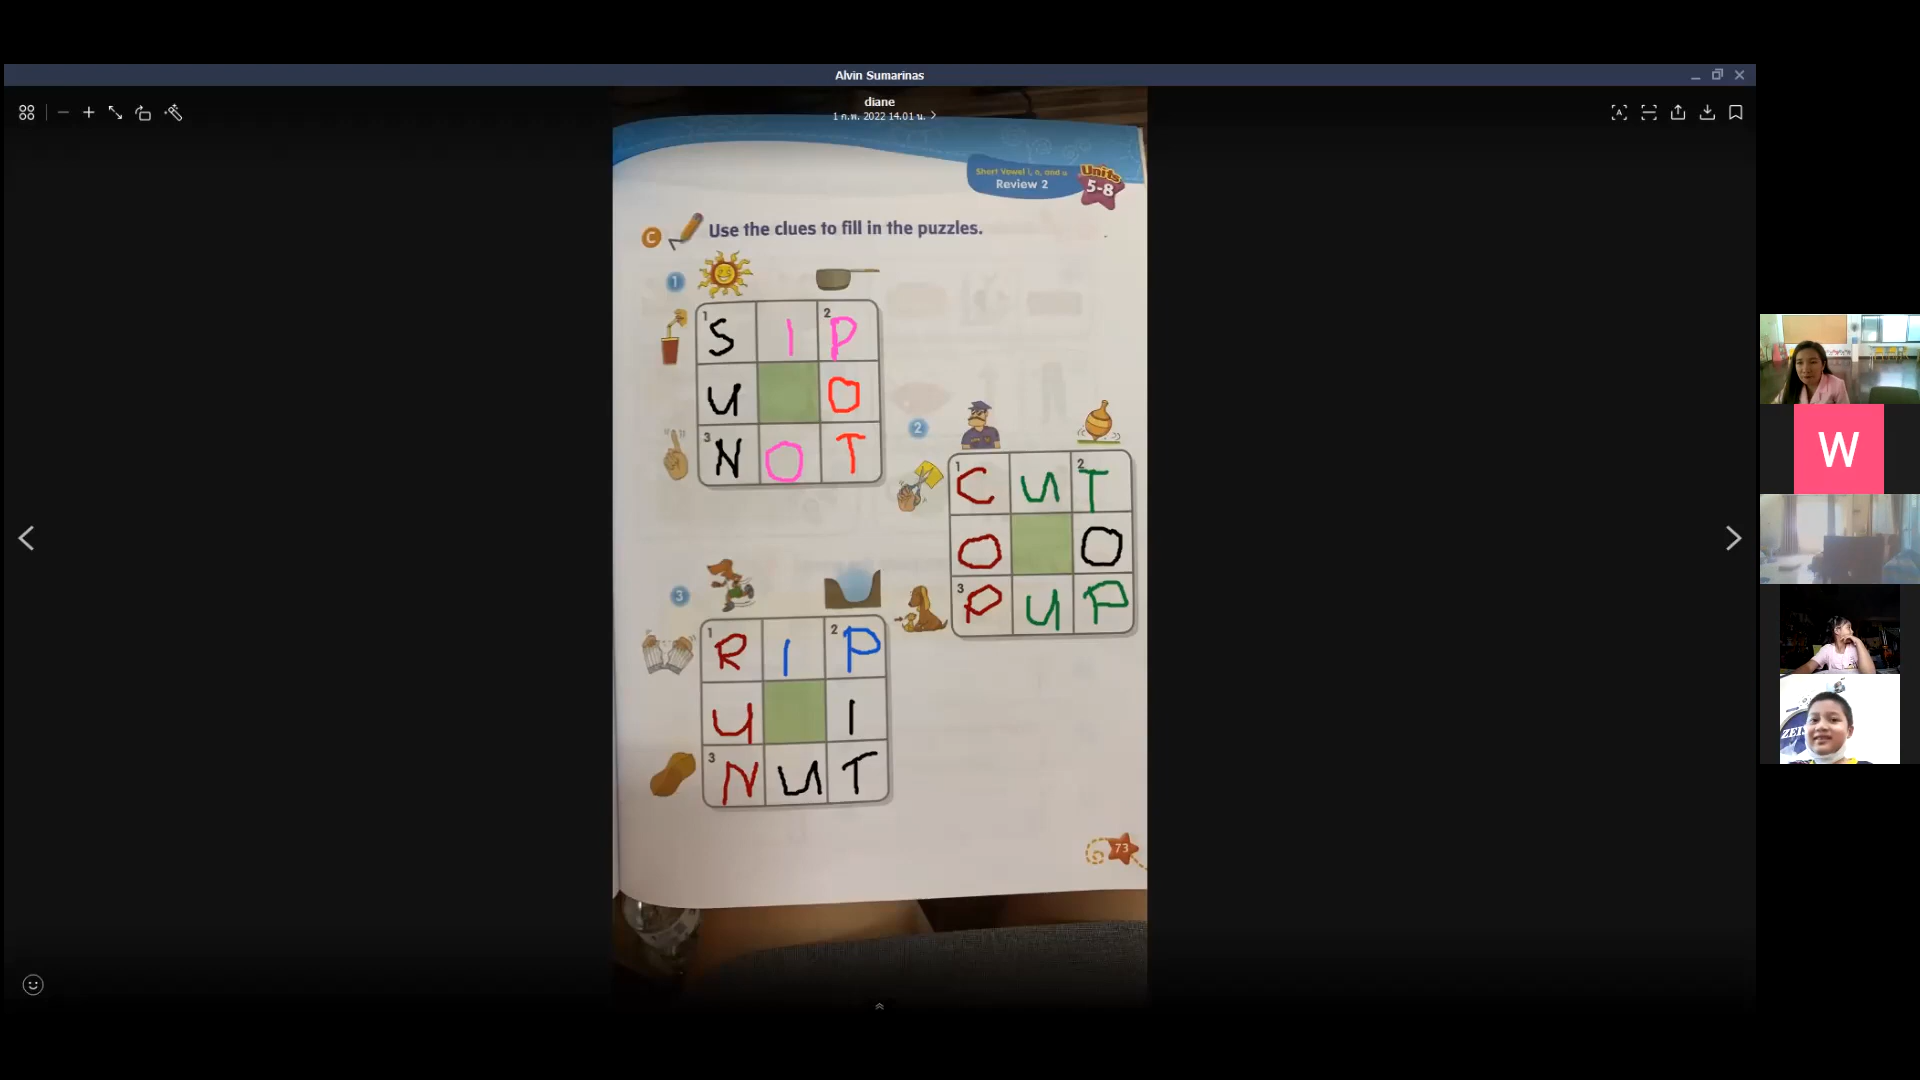 Alvin Sumarinas
diane
1 ก.พ. 2022 14.01 น.
Short Vowel i, o, and u
Review 2
Units
5-8
C
Use the clues to fill in the puzzles.
1
1 S I 2 P
U O
3 N O T
2
1 C U 2 T
O O
3 P U P
3
1 R I 2 P
U I
3 N U T
73
W
ZEIS